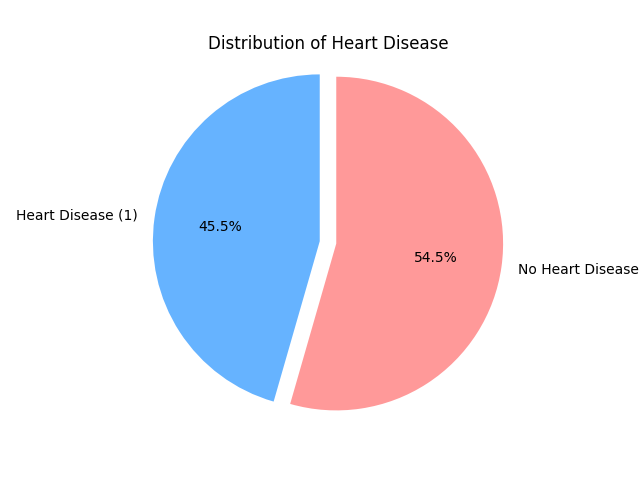 Distribution of Heart Disease
Heart Disease (1)
45.5%
54.5%
No Heart Disease